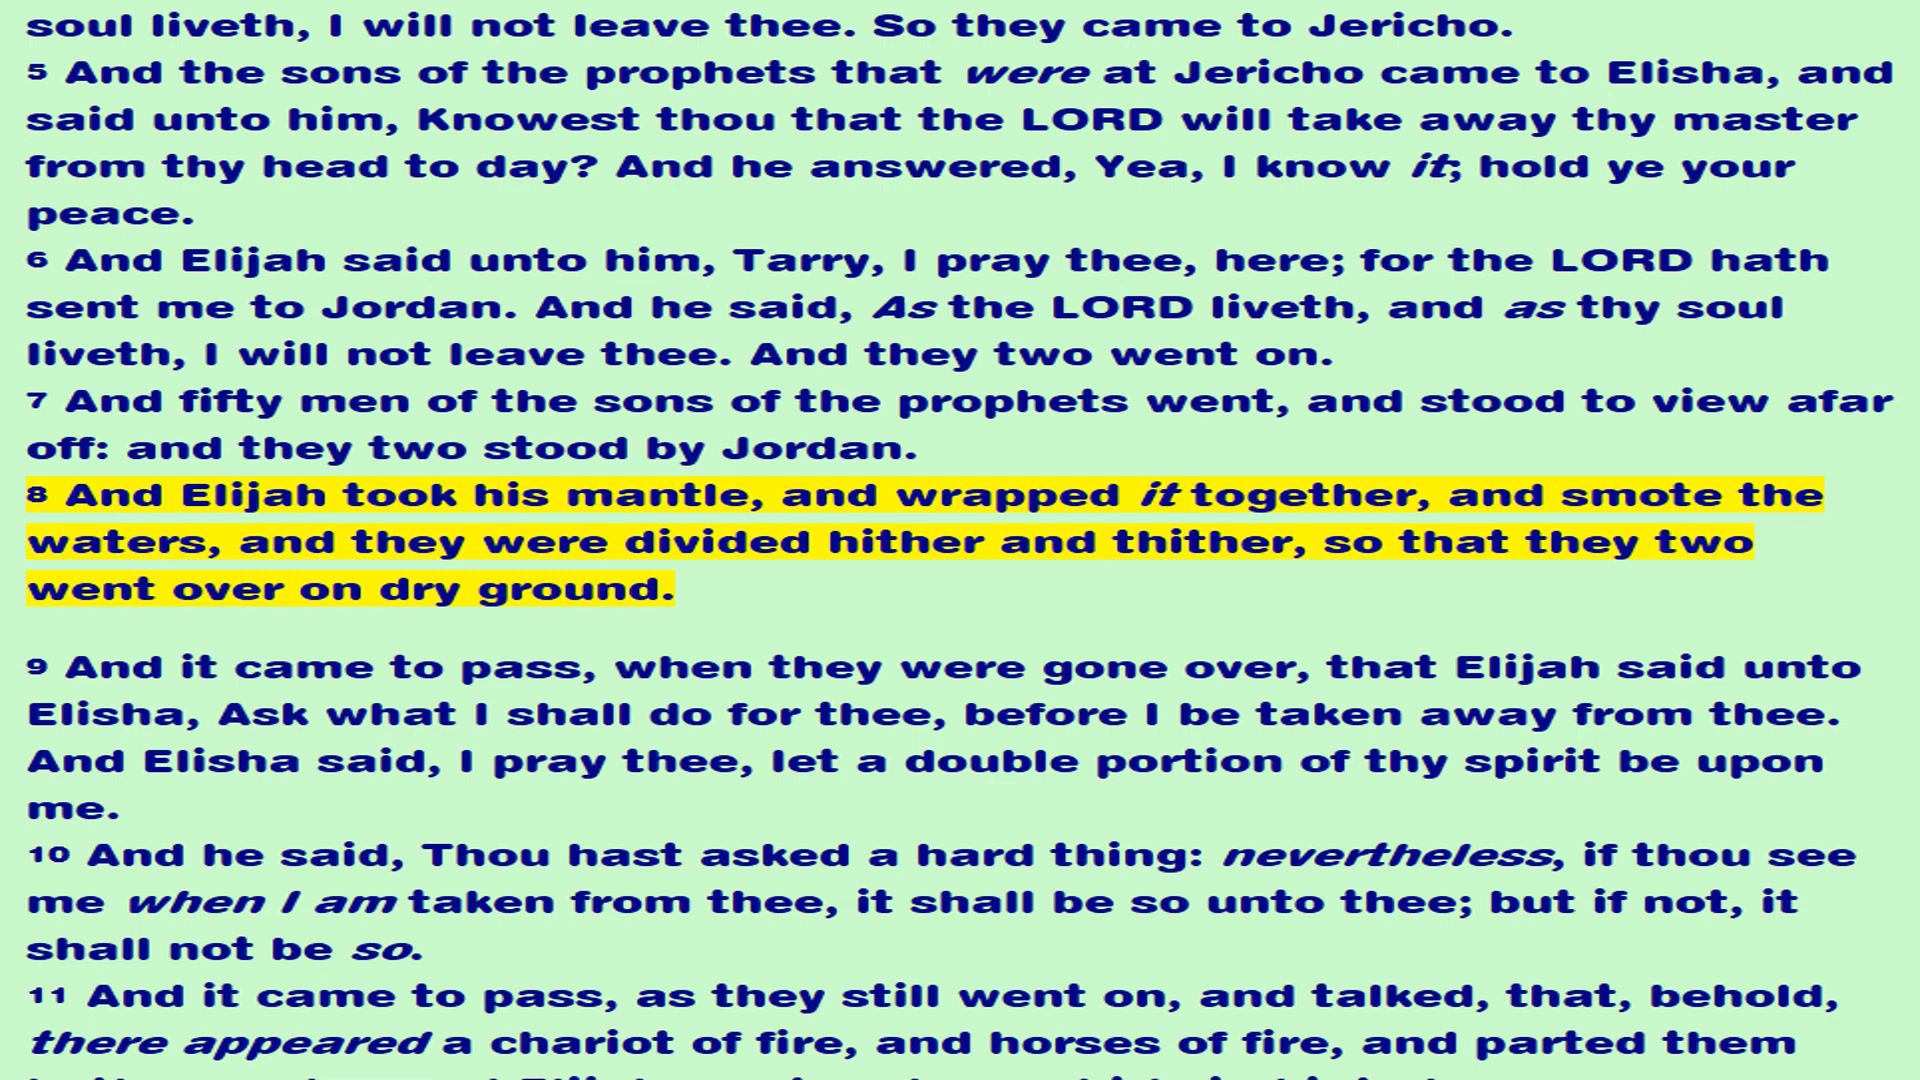 soul liveth, I will not leave thee. So they came to Jericho.
5 And the sons of the prophets that were at Jericho came to Elisha, and
said unto him, Knowest thou that the LORD will take away thy master
from thy head to day? And he answered, Yea, I know it; hold ye your
peace.
6 And Elijah said unto him, Tarry, I pray thee, here; for the LORD hath
sent me to Jordan. And he said, As the LORD liveth, and as thy soul
liveth, I will not leave thee. And they two went on.
7 And fifty men of the sons of the prophets went, and stood to view afar
off: and they two stood by Jordan.
8 And Elijah took his mantle, and wrapped it together, and smote the
waters, and they were divided hither and thither, so that they two
went over on dry ground.
9 And it came to pass, when they were gone over, that Elijah said unto
Elisha, Ask what I shall do for thee, before I be taken away from thee.
And Elisha said, I pray thee, let a double portion of thy spirit be upon
me.
10 And he said, Thou hast asked a hard thing: nevertheless, if thou see
me when I am taken from thee, it shall be so unto thee; but if not, it
shall not be so.
11 And it came to pass, as they still went on, and talked, that, behold,
there appeared a chariot of fire, and horses of fire, and parted them